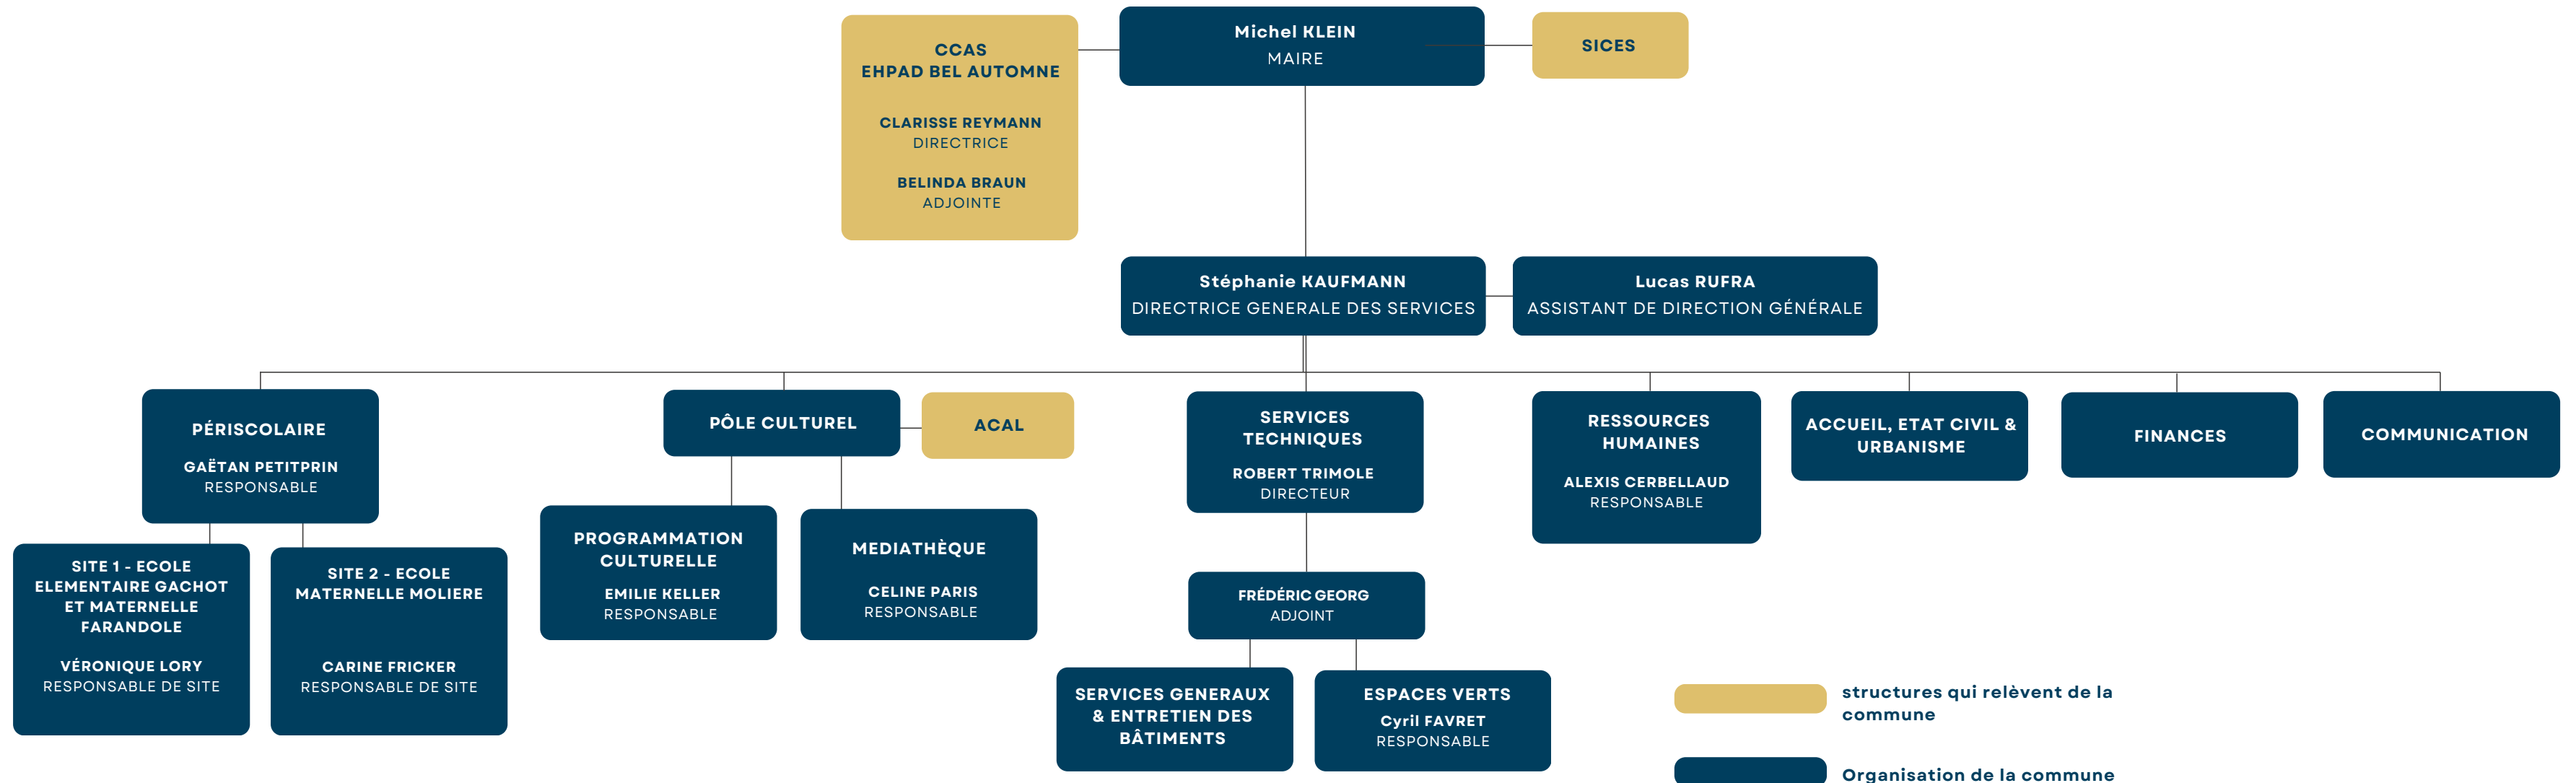 CCAS
EHPAD BEL AUTOMNE
CLARISSE REYMANN
DIRECTRICE
BELINDA BRAUN
ADJOINTE
Michel KLEIN
MAIRE
SICES
Stéphanie KAUFMANN
DIRECTRICE GENERALE DES SERVICES
Lucas RUFRA
ASSISTANT DE DIRECTION GÉNÉRALE
PÉRISCOLAIRE
GAËTAN PETITPRIN
RESPONSABLE
PÔLE CULTUREL
ACAL
SERVICES
TECHNIQUES
ROBERT TRIMOLE
DIRECTEUR
RESSOURCES
HUMAINES
ALEXIS CERBELLAUD
RESPONSABLE
ACCUEIL, ETAT CIVIL &
URBANISME
FINANCES
COMMUNICATION
SITE 1 - ECOLE
ELEMENTAIRE GACHOT
ET MATERNELLE
FARANDOLE
VÉRONIQUE LORY
RESPONSABLE DE SITE
SITE 2 - ECOLE
MATERNELLE MOLIERE
CARINE FRICKER
RESPONSABLE DE SITE
PROGRAMMATION
CULTURELLE
EMILIE KELLER
RESPONSABLE
MEDIATHÈQUE
CELINE PARIS
RESPONSABLE
FRÉDÉRIC GEORG
ADJOINT
SERVICES GENERAUX
& ENTRETIEN DES
BÂTIMENTS
ESPACES VERTS
Cyril FAVRET
RESPONSABLE
structures qui relèvent de la
commune
Organisation de la commune